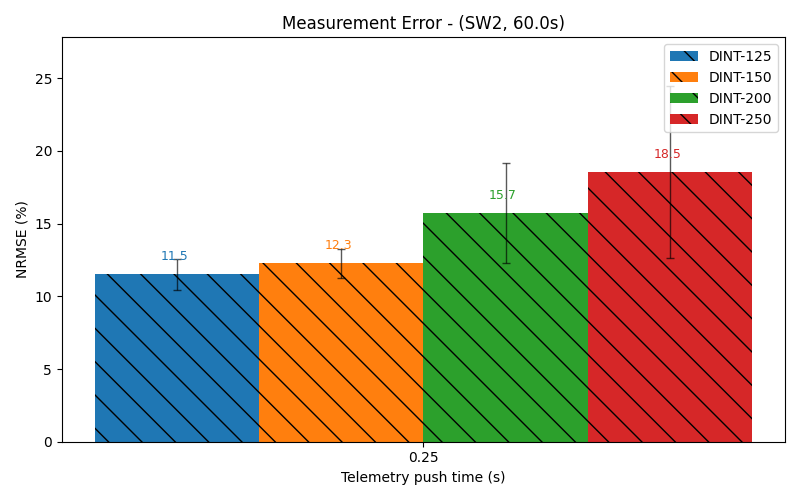 Measurement Error - (SW2, 60.0s)
DINT-125
DINT-150
DINT-200
DINT-250
NRMSE (%)
25
20
15
10
5
0
11.5
12.3
15.7
18.5
0.25
Telemetry push time (s)